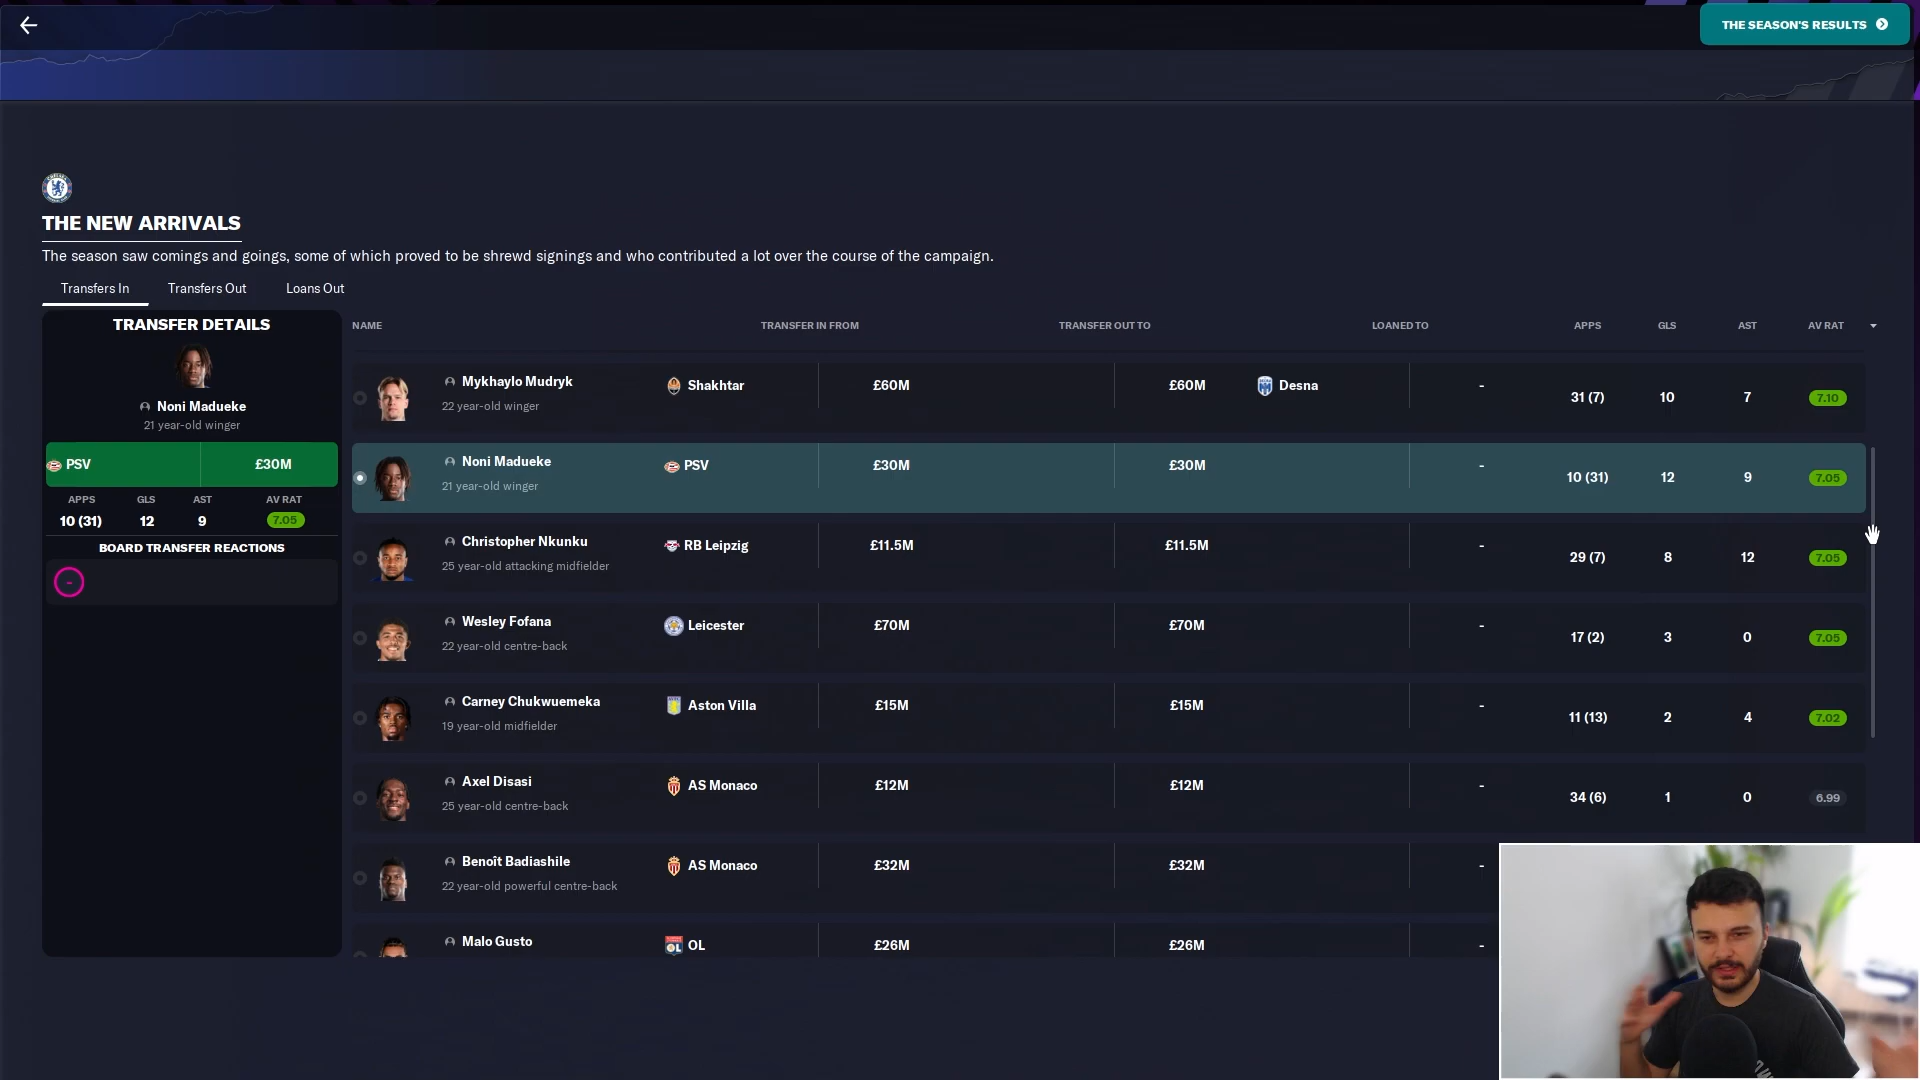 THE SEASON'S RESULTS
THE NEW ARRIVALS
The season saw comings and goings, some of which proved to be shrewd signings and who contributed a lot over the course of the campaign.
Transfers In Transfers Out Loans Out
TRANSFER DETAILS
Noni Madueke
21 year-old winger
PSV £30M
APPS GLS AST AV RAT
10 (31) 12 9 7.05
BOARD TRANSFER REACTIONS
-
NAME TRANSFER IN FROM TRANSFER OUT TO LOANED TO APPS GLS AST AV RAT
Mykhaylo Mudryk Shakhtar £60M £60M Desna - 31 (7) 10 7 7.10
22 year-old winger
Noni Madueke PSV £30M £30M - 10 (31) 12 9 7.05
21 year-old winger
Christopher Nkunku RB Leipzig £11.5M £11.5M - 29 (7) 8 12 7.05
25 year-old attacking midfielder
Wesley Fofana Leicester £70M £70M - 17 (2) 3 0 7.05
22 year-old centre-back
Carney Chukwuemeka Aston Villa £15M £15M - 11 (13) 2 4 7.02
19 year-old midfielder
Axel Disasi AS Monaco £12M £12M - 34 (6) 1 0 6.99
25 year-old centre-back
Benoît Badiashile AS Monaco £32M £32M -
22 year-old powerful centre-back
Malo Gusto OL £26M £26M -